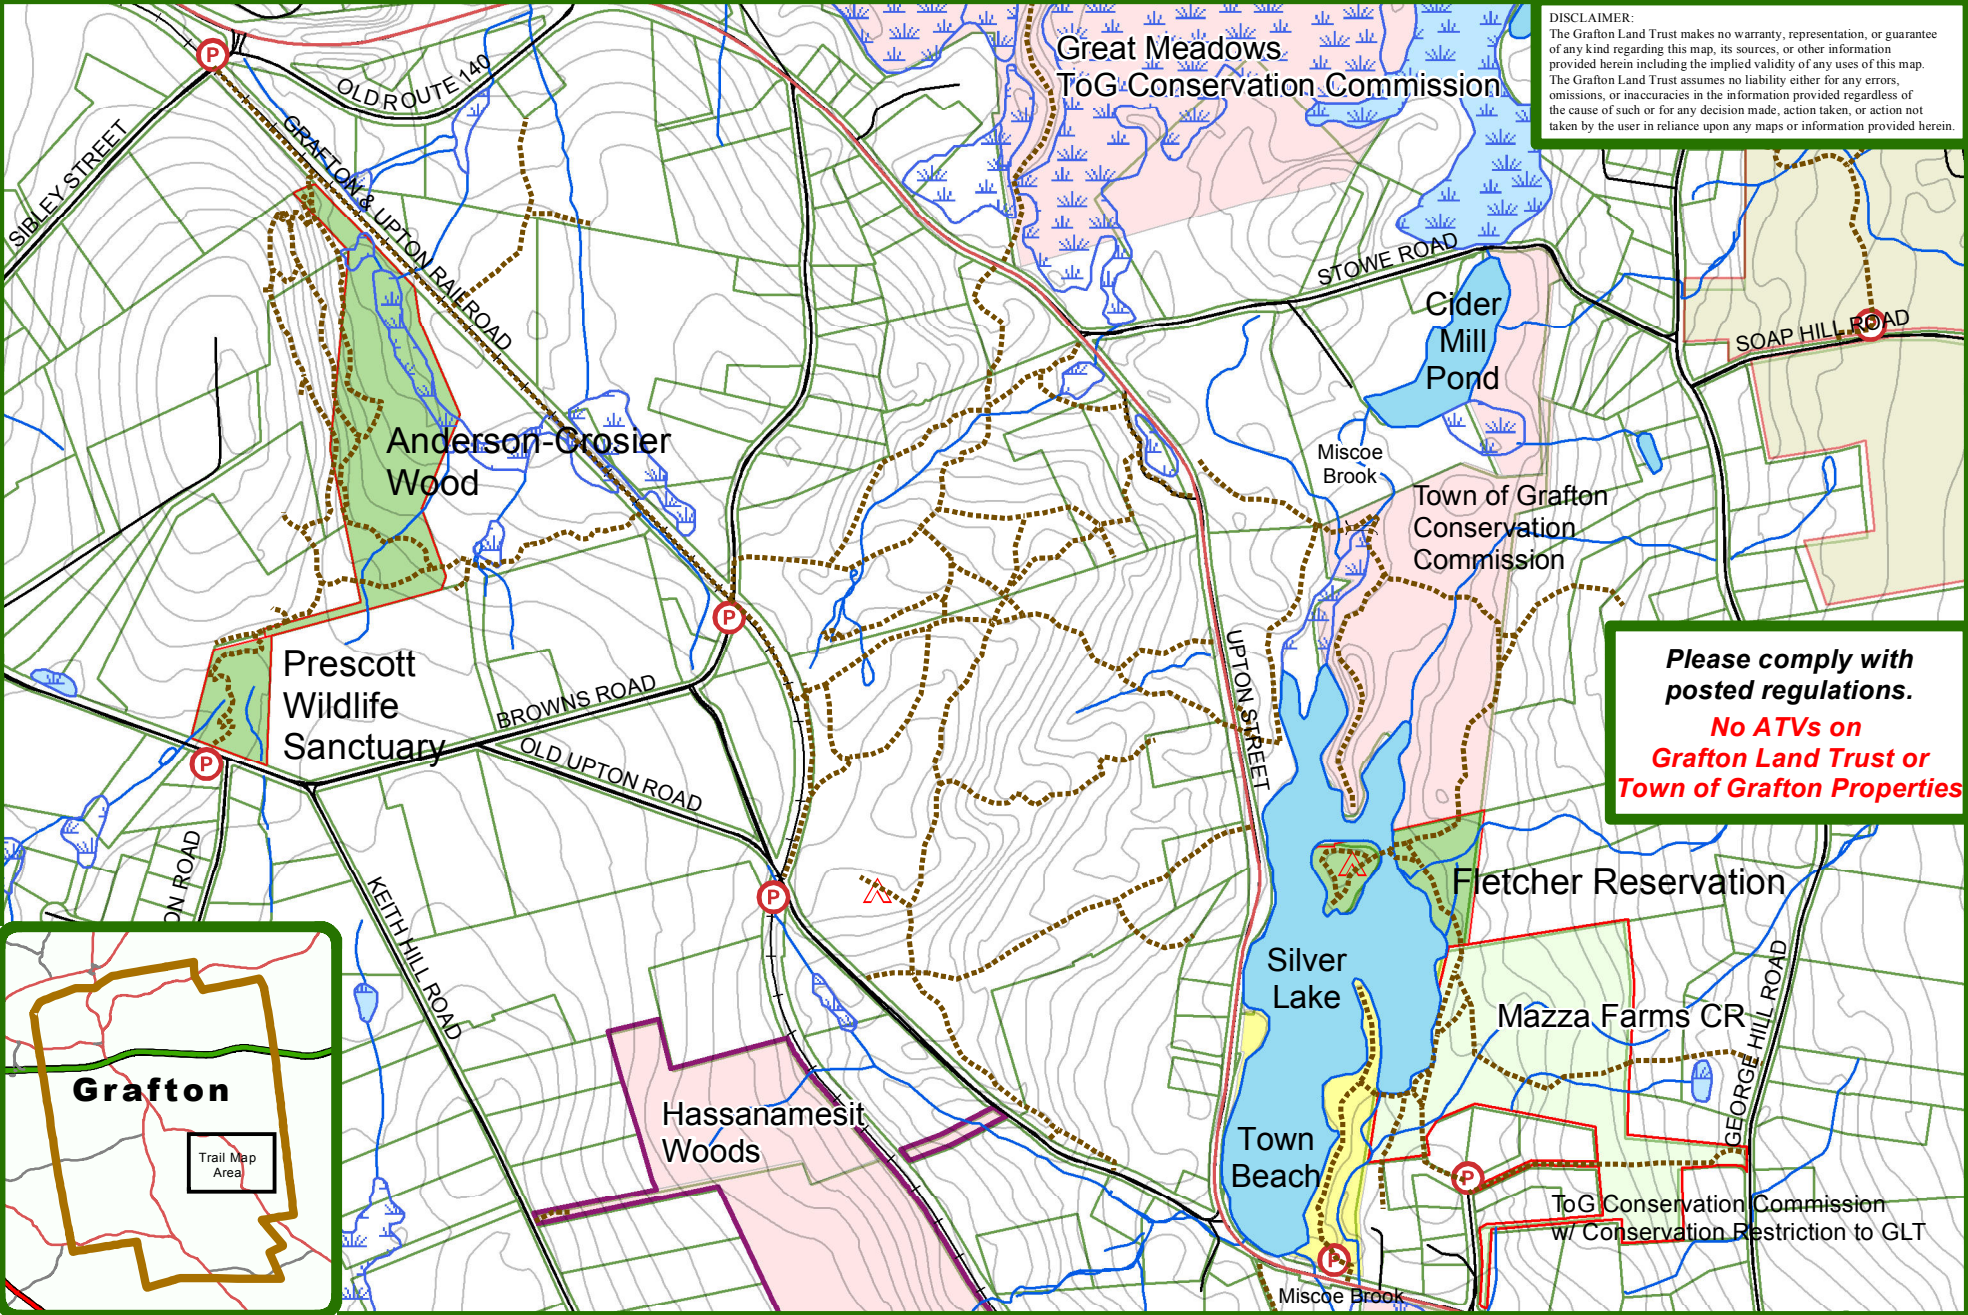 DISCLAIMER:
The Grafton Land Trust makes no warranty, representation, or guarantee
of any kind regarding this map, its sources, or other information
provided herein including the implied validity of any uses of this map.
The Grafton Land Trust assumes no liability either for any errors,
omissions, or inaccuracies in the information provided regardless of
the cause of such or for any decision made, action taken, or action not
taken by the user in reliance upon any maps or information provided herein.
Great Meadows
ToG Conservation Commission
P
OLD ROUTE 140
SIBLEY STREET
GRAFTON & UPTON RAILROAD
STOWE ROAD
Cider
Mill
Pond
SOAP HILL ROAD
P
Anderson-Crosier
Wood
Miscoe
Brook
Town of Grafton
Conservation
Commission
P
Prescott
Wildlife
Sanctuary
BROWNS ROAD
OLD UPTON ROAD
UPTON STREET
Please comply with
posted regulations.
No ATVs on
Grafton Land Trust or
Town of Grafton Properties
P
ON ROAD
KEITH HILL ROAD
P
Fletcher Reservation
Silver
Lake
Mazza Farms CR
GEORGE HILL ROAD
Grafton
Trail Map
Area
Hassanamesit
Woods
Town
Beach
P
ToG Conservation Commission
w/ Conservation Restriction to GLT
P
Miscoe Brook